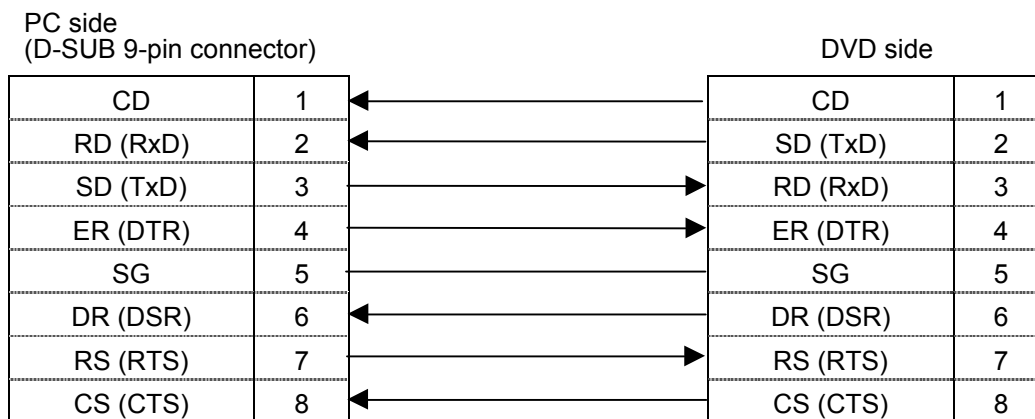 PC side
(D-SUB 9-pin connector)
DVD side
CD 1 CD 1
RD (RxD) 2 SD (TxD) 2
SD (TxD) 3 RD (RxD) 3
ER (DTR) 4 ER (DTR) 4
SG 5 SG 5
DR (DSR) 6 DR (DSR) 6
RS (RTS) 7 RS (RTS) 7
CS (CTS) 8 CS (CTS) 8